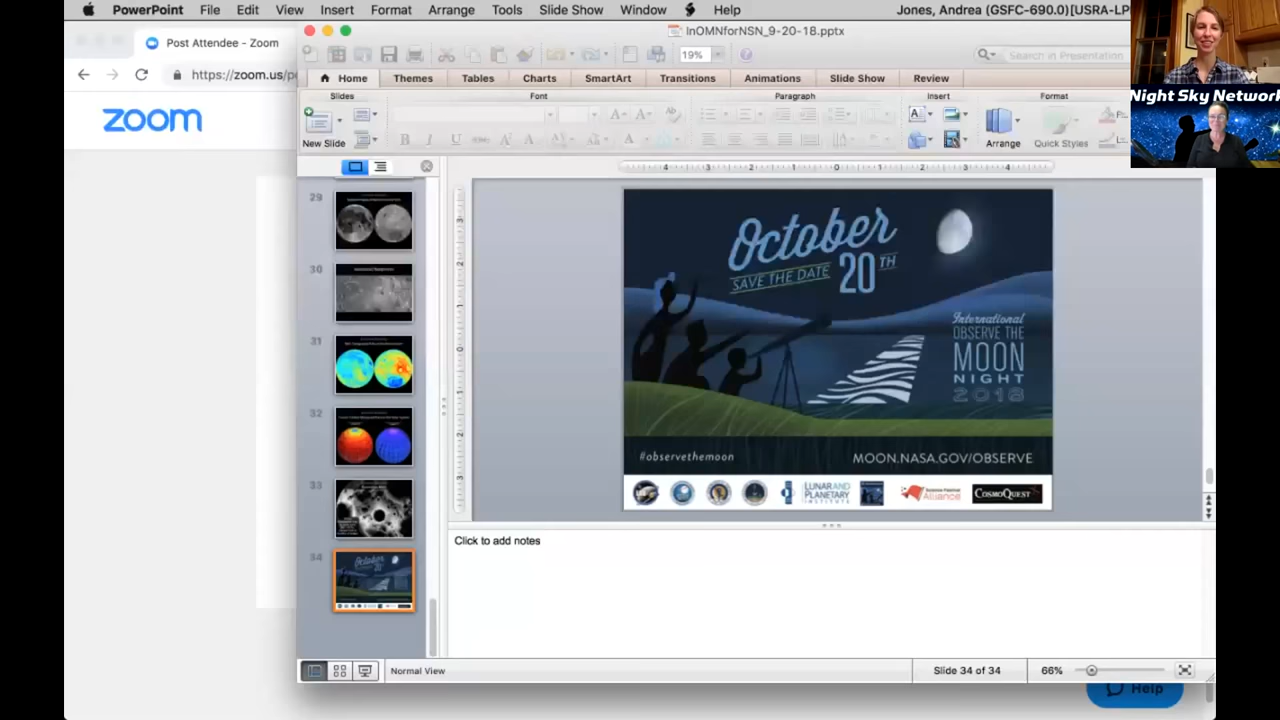 PowerPoint File Edit View Insert Format Arrange Tools Slide Show Window Help Jones, Andrea (GSFC-690.0)[USRA-LP
Post Attendee - Zoom
https://zoom.us/p
zoom
InOMNforNSN_9-20-18.pptx
19%
Search in Presentation
Home Themes Tables Charts SmartArt Transitions Animations Slide Show Review
Slides Font Paragraph Insert Format
New Slide
Arrange Quick Styles
Night Sky Network
29
30
31
32
33
34
October
SAVE THE DATE 20TH
International
OBSERVE THE
MOON
NIGHT
2018
#observethemoon MOON.NASA.GOV/OBSERVE
LUNAR AND
PLANETARY
INSTITUTE
Alliance
COSMOQUEST
Click to add notes
Normal View Slide 34 of 34 66%
Help